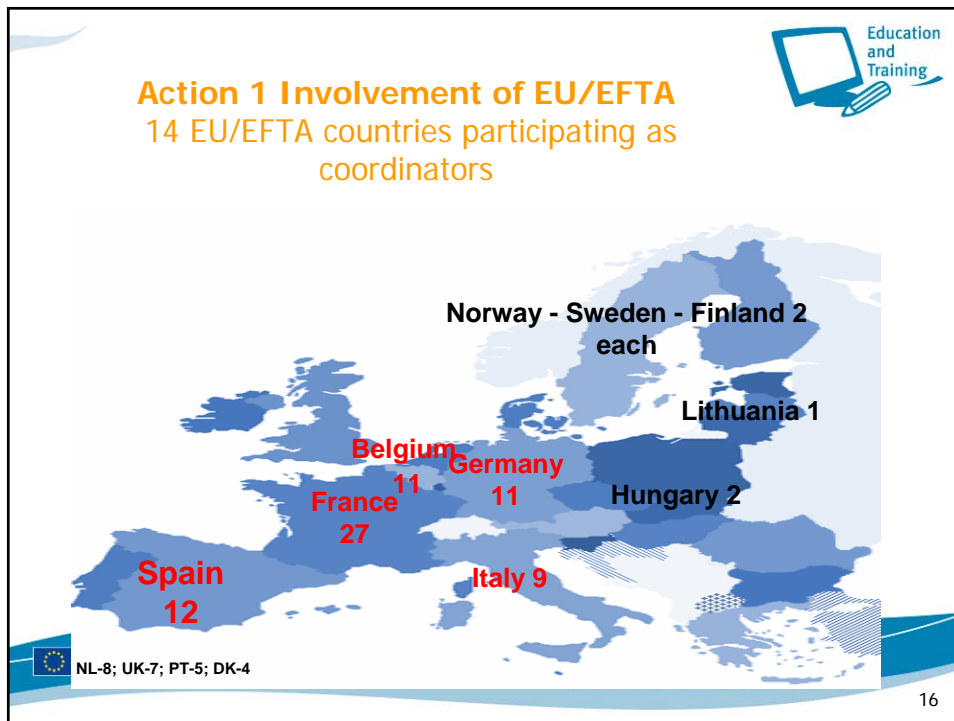 Education
and
Training
Action 1 Involvement of EU/EFTA
14 EU/EFTA countries participating as
coordinators
Norway - Sweden - Finland 2
each
Lithuania 1
Belgium
11
Germany
11
Hungary 2
France
27
Spain
12
Italy 9
NL-8; UK-7; PT-5; DK-4
16